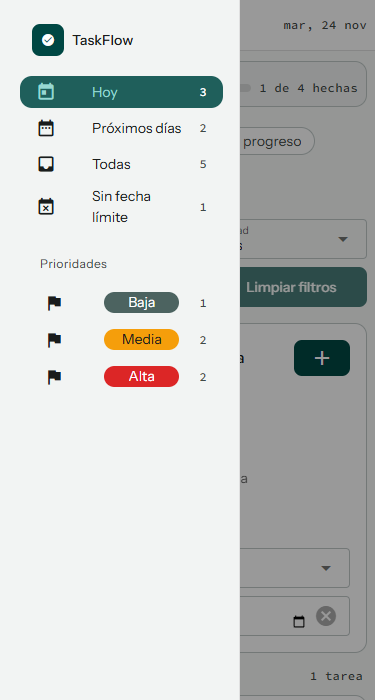 TaskFlow
mar, 24 nov
Hoy 3
1 de 4 hechas
Próximos días 2
progreso
Todas 5
Sin fecha
límite 1
Prioridades
Limpiar filtros
Baja 1
Media 2
Alta 2
1 tarea